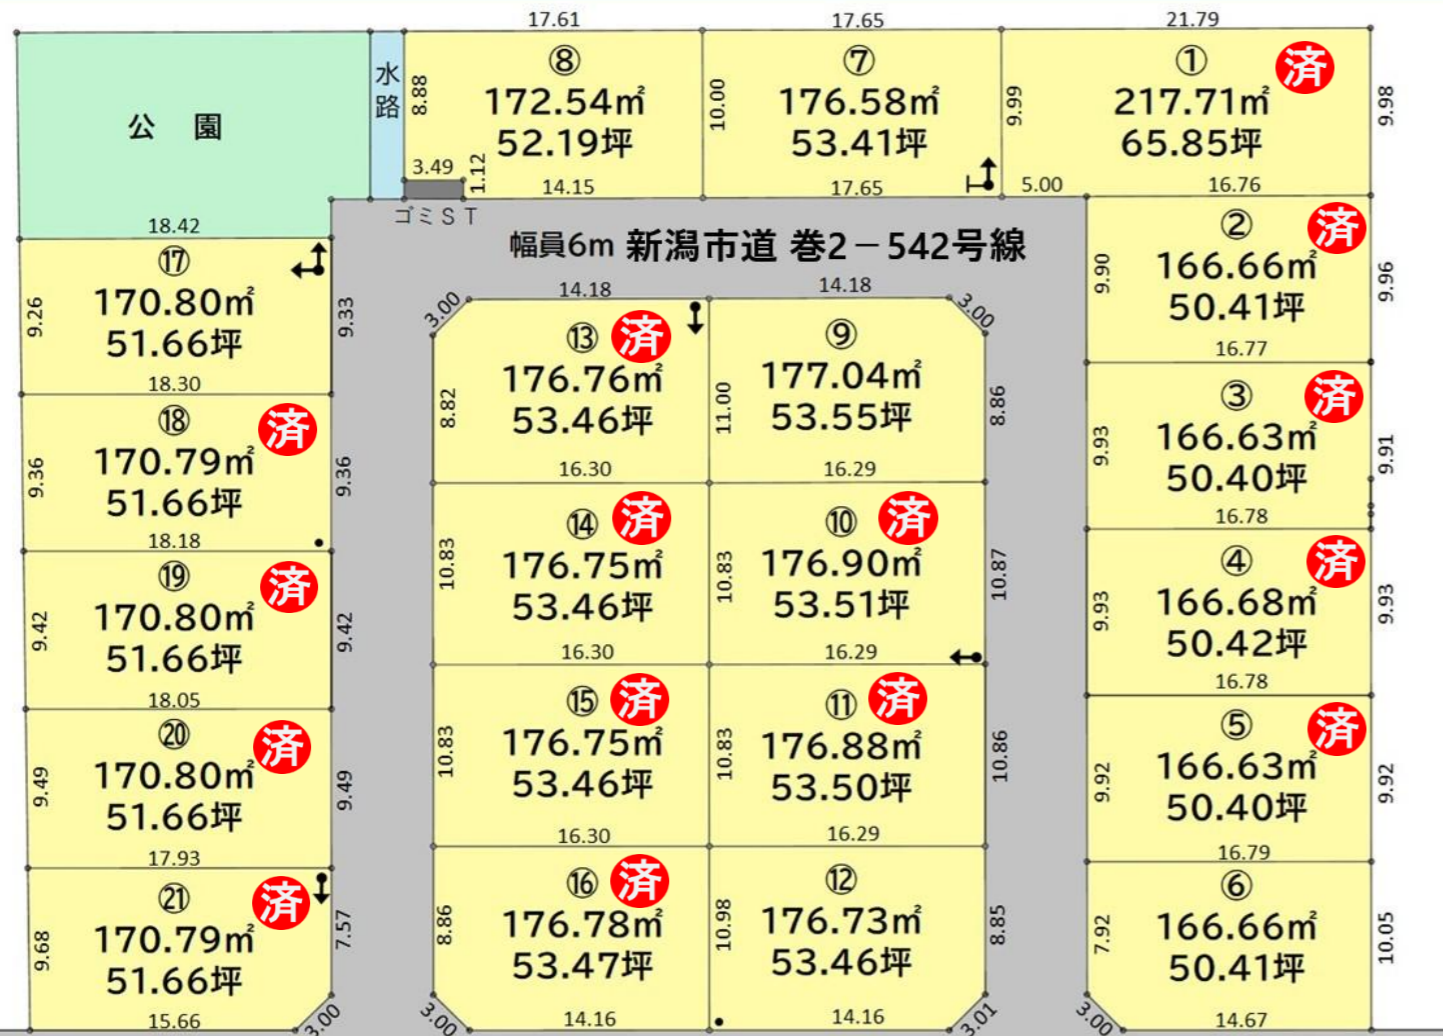 17.61
17.65
21.79
公 園
水路
8.88
⑧
172.54㎡
52.19坪
3.49
1.12
14.15
ゴミST
10.00
⑦
176.58㎡
53.41坪
17.65
9.99
①
済
217.71㎡
65.85坪
5.00
16.76
9.98
幅員6m 新潟市道 巻2－542号線
18.42
⑰
170.80㎡
51.66坪
9.26
9.33
18.30
⑱
済
170.79㎡
51.66坪
9.36
9.36
18.18
⑲
済
170.80㎡
51.66坪
9.42
9.42
18.05
⑳
済
170.80㎡
51.66坪
9.49
9.49
17.93
㉑
済
170.79㎡
51.66坪
9.68
7.57
15.66
3.00
3.00
14.18
⑬
済
176.76㎡
53.46坪
8.82
11.00
16.30
14.18
3.00
⑨
177.04㎡
53.55坪
8.86
16.29
⑭
済
176.75㎡
53.46坪
10.83
10.83
16.30
⑩
済
176.90㎡
53.51坪
10.87
16.29
⑮
済
176.75㎡
53.46坪
10.83
10.83
16.30
⑪
済
176.88㎡
53.50坪
10.86
16.29
⑯
済
176.78㎡
53.47坪
8.86
10.98
3.00
14.16
⑫
176.73㎡
53.46坪
8.85
14.16
3.01
②
済
166.66㎡
50.41坪
9.90
9.96
16.77
③
済
166.63㎡
50.40坪
9.93
9.91
16.78
④
済
166.68㎡
50.42坪
9.93
9.93
16.78
⑤
済
166.63㎡
50.40坪
9.92
9.92
16.79
⑥
166.66㎡
50.41坪
7.92
10.05
3.00
14.67